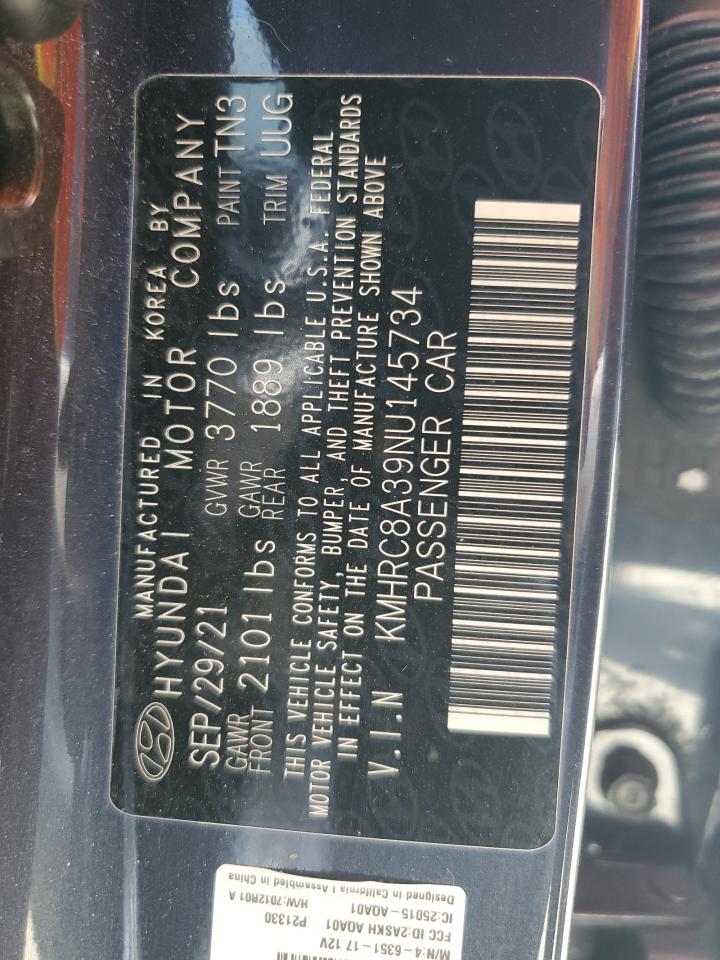 MANUFACTURED IN KOREA BY
HYUNDAI MOTOR COMPANY
SEP/29/21 GVWR 3770 lbs PAINT TN3
GAWR FRONT 2101 lbs GAWR REAR 1889 lbs TRIM UUG
THIS VEHICLE CONFORMS TO ALL APPLICABLE U.S.A. FEDERAL
MOTOR VEHICLE SAFETY, BUMPER, AND THEFT PREVENTION STANDARDS
IN EFFECT ON THE DATE OF MANUFACTURE SHOWN ABOVE
V.I.N KMHRC8A39NU145734
PASSENGER CAR
M/N:4-6351-17 12V
FCC ID:2ASKH AQA01
IC:25015-AQA01
P21330
HW:7012R01 A
Designed in California | Assembled in China